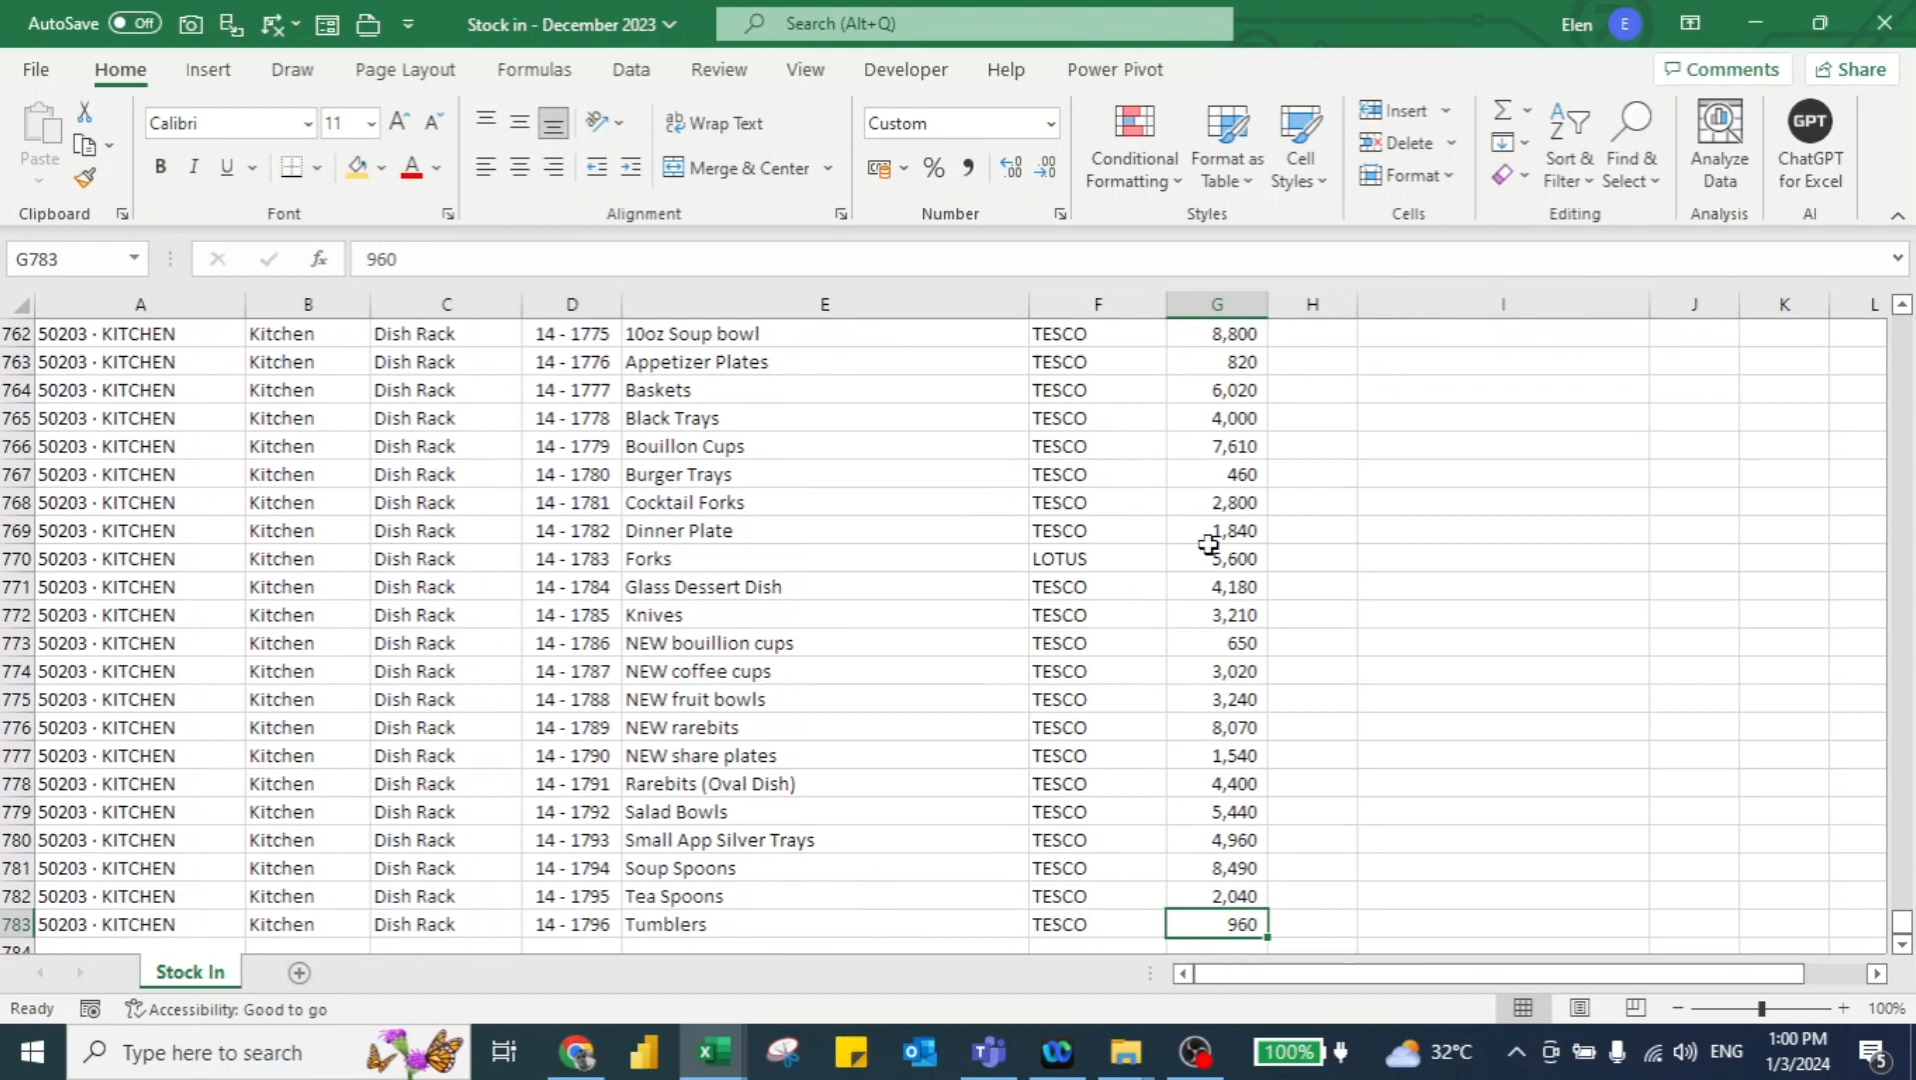 AutoSave Off Stock in - December 2023 Search (Alt+Q) Elen E
File Home Insert Draw Page Layout Formulas Data Review View Developer Help Power Pivot Comments Share
Paste Calibri 11 Wrap Text Custom Conditional Formatting Format as Table Cell Styles Insert Delete Format Sort & Filter Find & Select Analyze Data GPT ChatGPT for Excel
B I U A Merge & Center %
Clipboard Font Alignment Number Styles Cells Editing Analysis AI
G783 fx 960
A B C D E F G H I J K L
762 50203 · KITCHEN Kitchen Dish Rack 14 - 1775 10oz Soup bowl TESCO 8,800
763 50203 · KITCHEN Kitchen Dish Rack 14 - 1776 Appetizer Plates TESCO 820
764 50203 · KITCHEN Kitchen Dish Rack 14 - 1777 Baskets TESCO 6,020
765 50203 · KITCHEN Kitchen Dish Rack 14 - 1778 Black Trays TESCO 4,000
766 50203 · KITCHEN Kitchen Dish Rack 14 - 1779 Bouillon Cups TESCO 7,610
767 50203 · KITCHEN Kitchen Dish Rack 14 - 1780 Burger Trays TESCO 460
768 50203 · KITCHEN Kitchen Dish Rack 14 - 1781 Cocktail Forks TESCO 2,800
769 50203 · KITCHEN Kitchen Dish Rack 14 - 1782 Dinner Plate TESCO 1,840
770 50203 · KITCHEN Kitchen Dish Rack 14 - 1783 Forks LOTUS 5,600
771 50203 · KITCHEN Kitchen Dish Rack 14 - 1784 Glass Dessert Dish TESCO 4,180
772 50203 · KITCHEN Kitchen Dish Rack 14 - 1785 Knives TESCO 3,210
773 50203 · KITCHEN Kitchen Dish Rack 14 - 1786 NEW bouillion cups TESCO 650
774 50203 · KITCHEN Kitchen Dish Rack 14 - 1787 NEW coffee cups TESCO 3,020
775 50203 · KITCHEN Kitchen Dish Rack 14 - 1788 NEW fruit bowls TESCO 3,240
776 50203 · KITCHEN Kitchen Dish Rack 14 - 1789 NEW rarebits TESCO 8,070
777 50203 · KITCHEN Kitchen Dish Rack 14 - 1790 NEW share plates TESCO 1,540
778 50203 · KITCHEN Kitchen Dish Rack 14 - 1791 Rarebits (Oval Dish) TESCO 4,400
779 50203 · KITCHEN Kitchen Dish Rack 14 - 1792 Salad Bowls TESCO 5,440
780 50203 · KITCHEN Kitchen Dish Rack 14 - 1793 Small App Silver Trays TESCO 4,960
781 50203 · KITCHEN Kitchen Dish Rack 14 - 1794 Soup Spoons TESCO 8,490
782 50203 · KITCHEN Kitchen Dish Rack 14 - 1795 Tea Spoons TESCO 2,040
783 50203 · KITCHEN Kitchen Dish Rack 14 - 1796 Tumblers TESCO 960
784
Stock In
Ready Accessibility: Good to go 100%
Type here to search 100% 32°C ENG 1:00 PM
1/3/2024 5